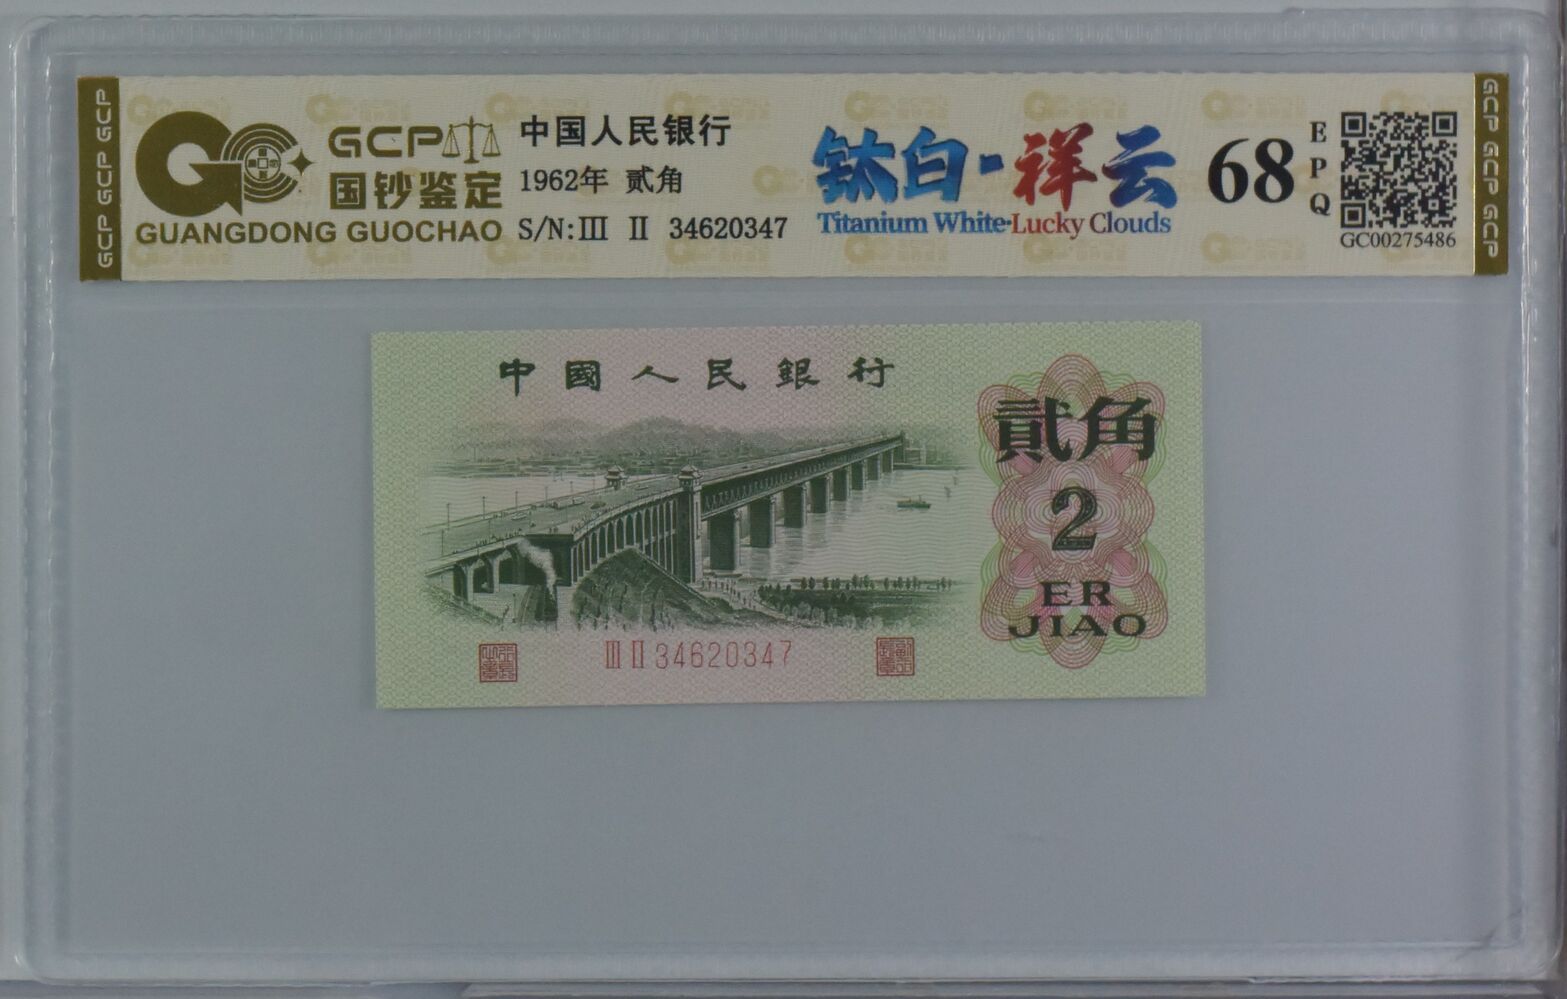 GCP GCP GCP
GCP
国钞鉴定
GUANGDONG GUOCHAO
中国人民银行
1962年 贰角
S/N:Ⅲ Ⅱ 34620347
钛白-祥云
Titanium White-Lucky Clouds
68
EPQ
GC00275486
GCP GCP GCP
中國人民銀行
貳角
2
ER
JIAO
Ⅲ Ⅱ 34620347